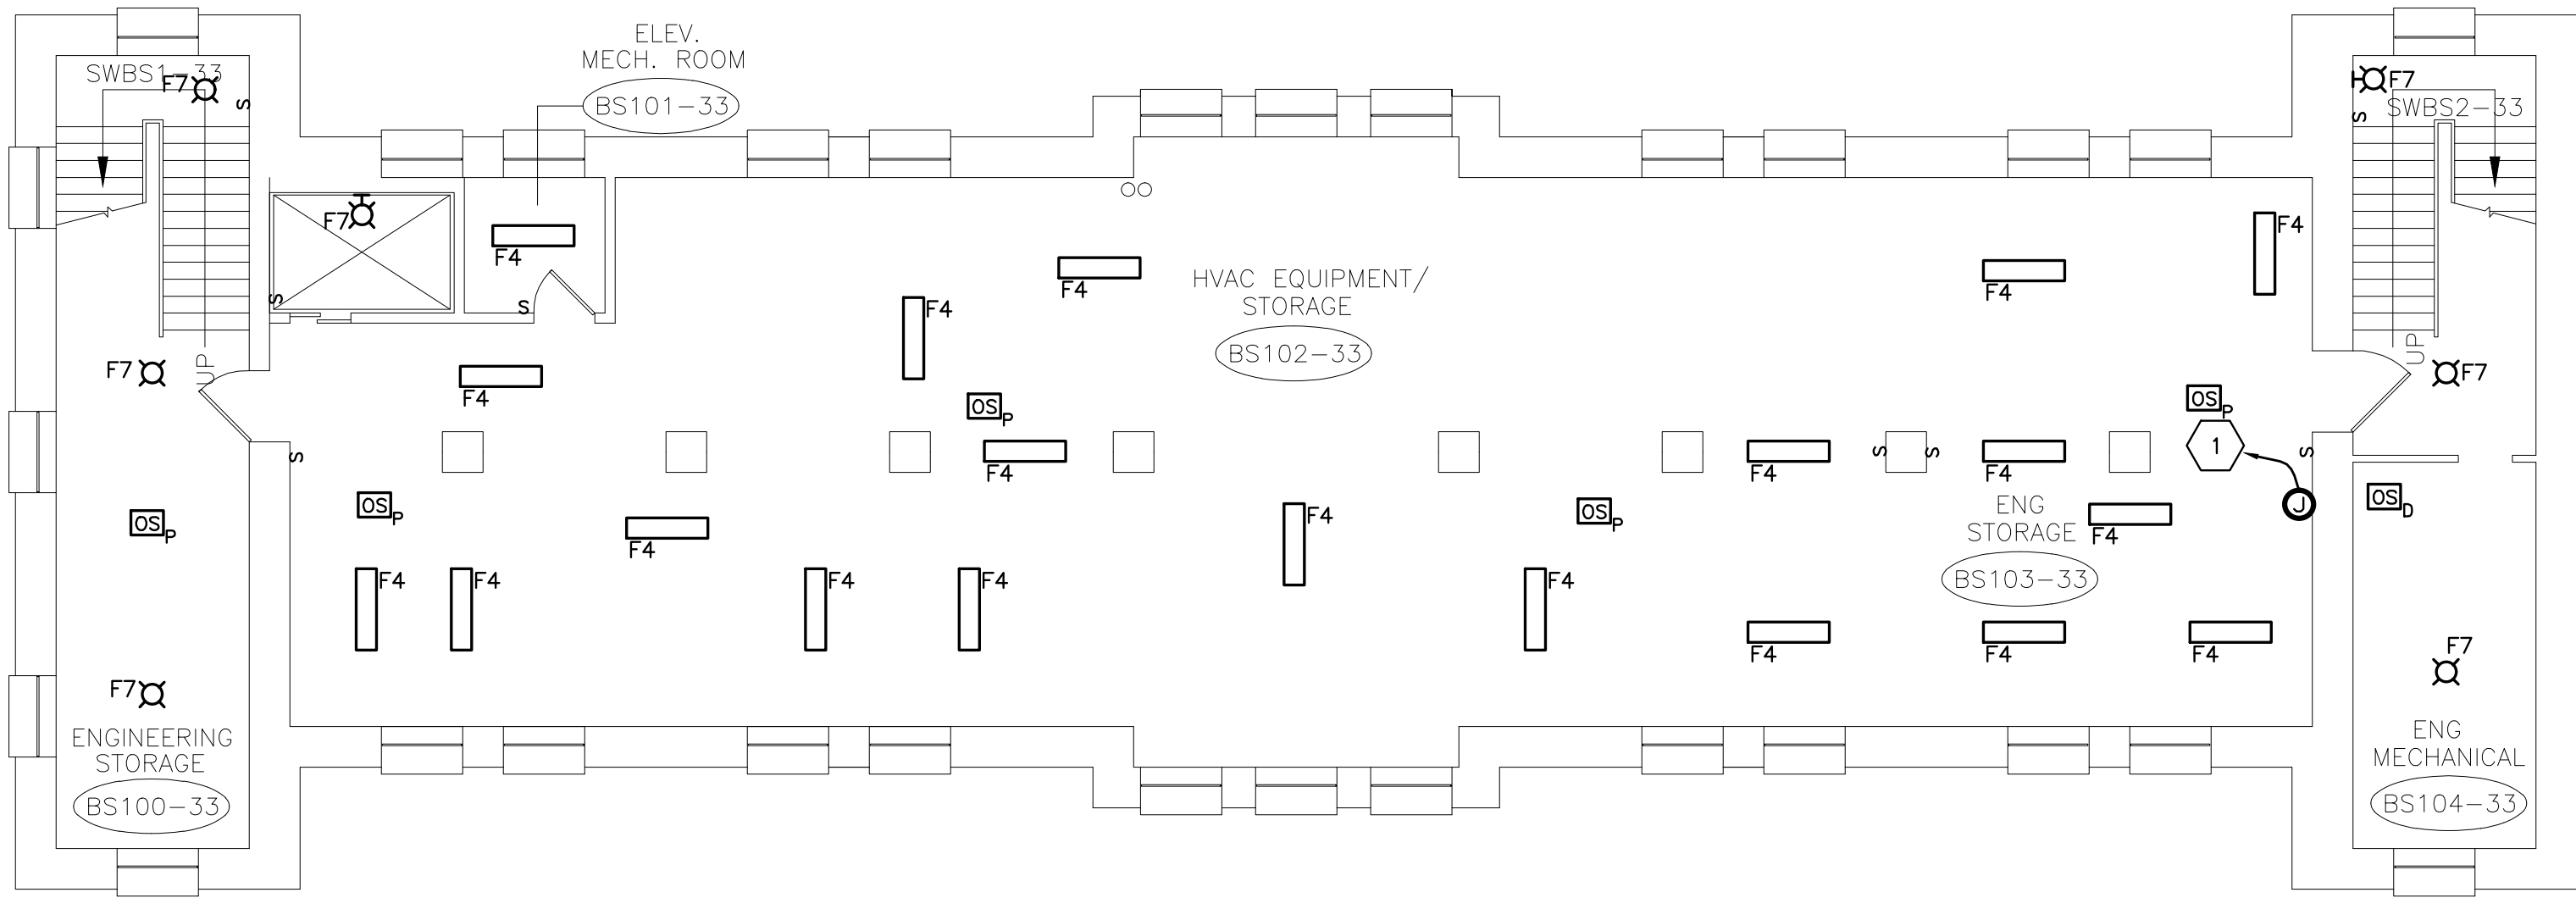 ELEV.
MECH. ROOM
BS101-33
SWBS1-33
F7
S
F7
SWBS2-33
S
F7
F4
S
S
HVAC EQUIPMENT/
STORAGE
BS102-33
F4
F4
F4
F4
UP
F7
F4
OS P
UP
F7
OS P
S
F4
F4
S
S
F4
1
S
OS P
OS P
F4
F4
OS P
ENG
STORAGE
BS103-33
F4
J
OS D
F4
F4
F4
F4
F4
F4
F4
F4
F7
F7
ENGINEERING
STORAGE
BS100-33
ENG
MECHANICAL
BS104-33